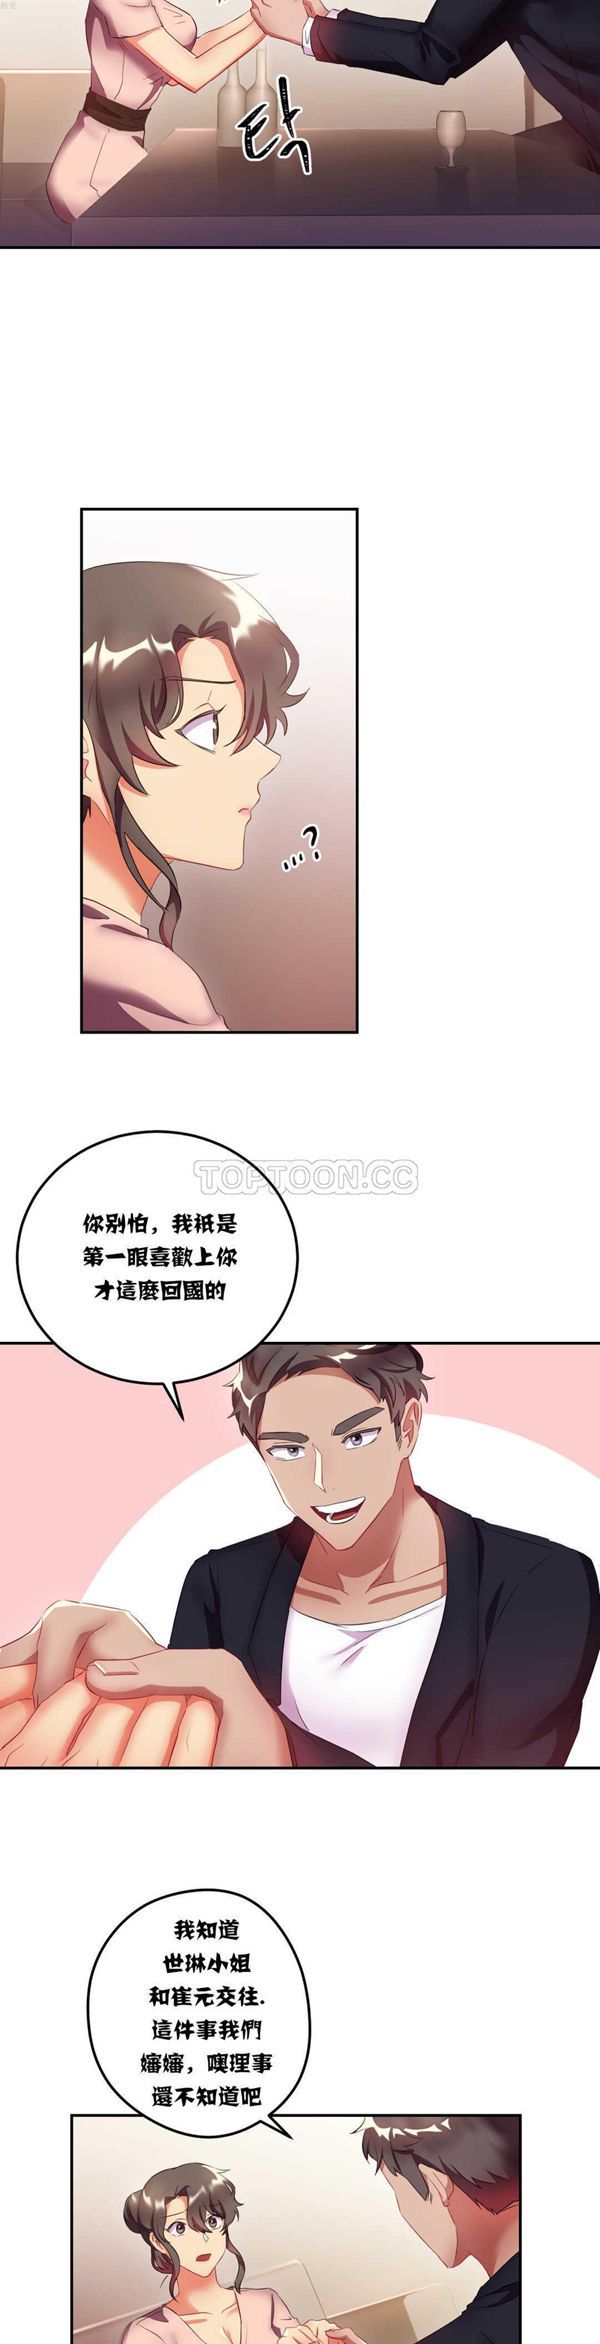 탁
...?
TOPTOON.CC
你别怕，我祇是
第一眼喜歡上你
才這麼回國的
我知道
世琳小姐
和崔元交往.
這件事我們
嬸嬸，噢理事
還不知道吧